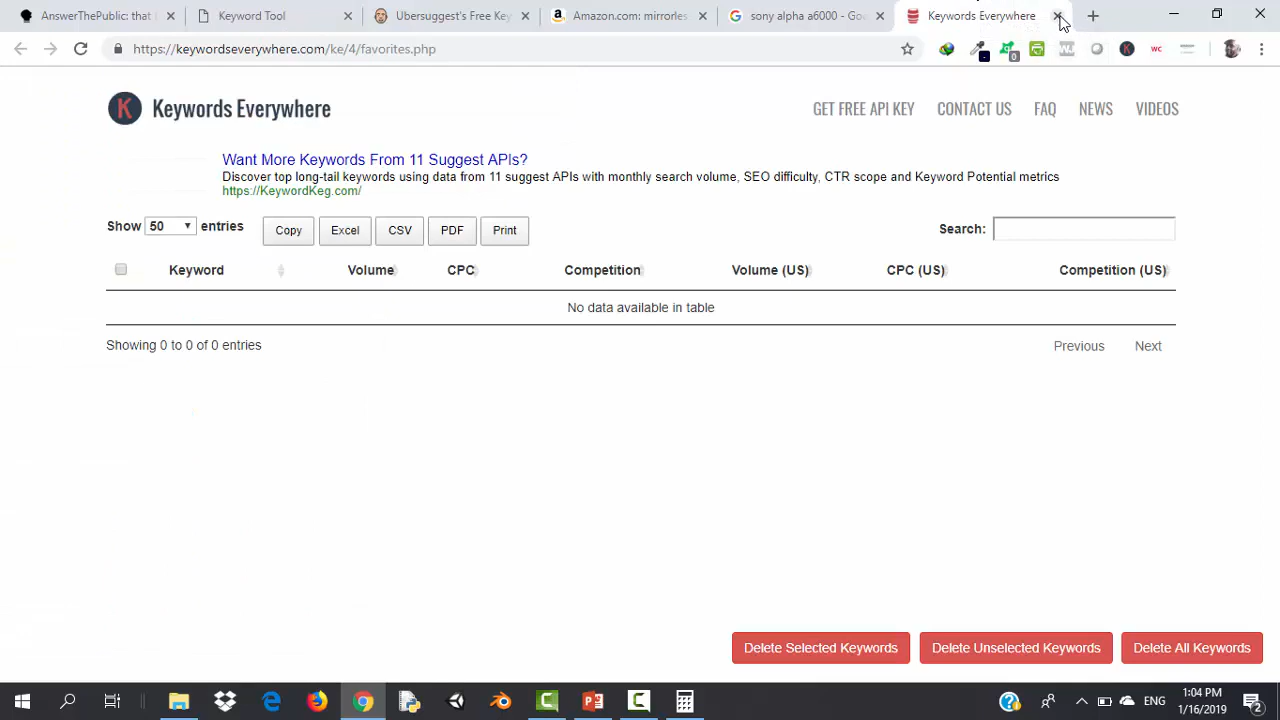 AnswerThePublic: that
Keyword Tool
Ubersuggest's Free Key
Amazon.com: mirrorles
sony alpha a6000 - Goo
Keywords Everywhere
https://keywordseverywhere.com/ke/4/favorites.php
0
WJ
K
WC
K
Keywords Everywhere
GET FREE API KEY
CONTACT US
FAQ
NEWS
VIDEOS
Want More Keywords From 11 Suggest APIs?
Discover top long-tail keywords using data from 11 suggest APIs with monthly search volume, SEO difficulty, CTR scope and Keyword Potential metrics
https://KeywordKeg.com/
Show 50 entries
Copy
Excel
CSV
PDF
Print
Search:
Keyword
Volume
CPC
Competition
Volume (US)
CPC (US)
Competition (US)
No data available in table
Showing 0 to 0 of 0 entries
Previous
Next
Delete Selected Keywords
Delete Unselected Keywords
Delete All Keywords
ENG
1:04 PM
1/16/2019
2